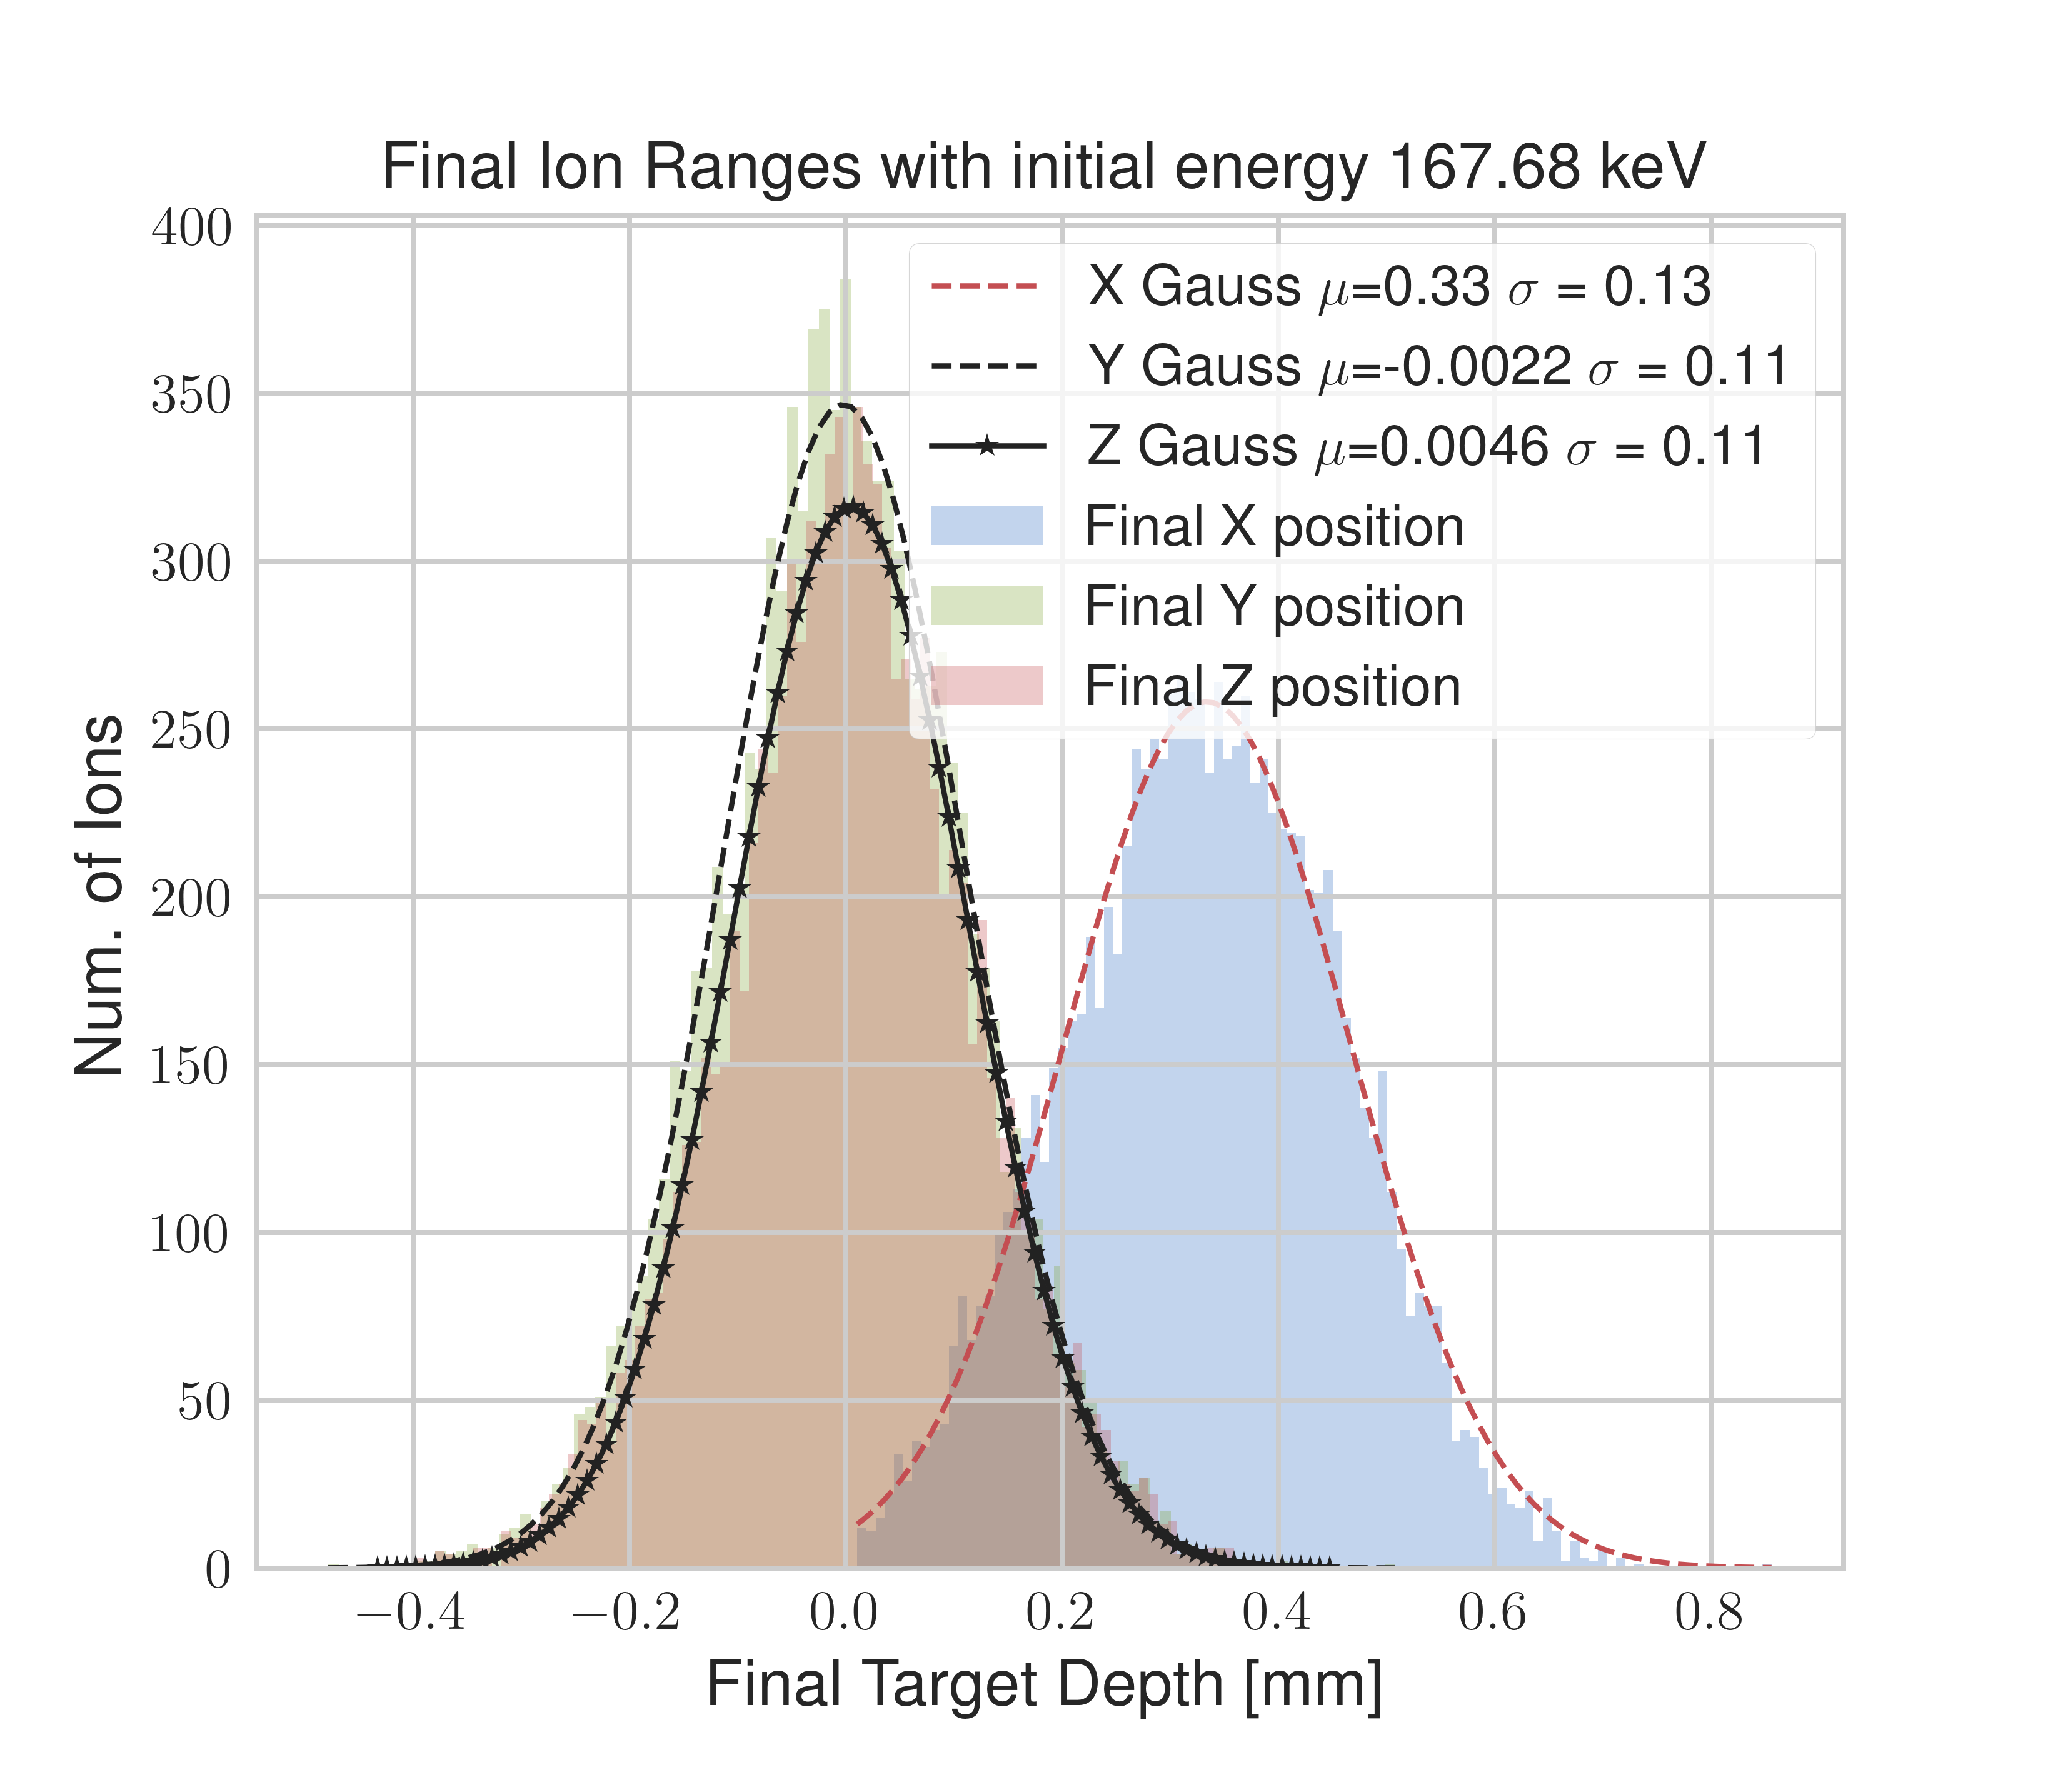 Final Ion Ranges with initial energy 167.68 keV
400
350
300
250
200
150
100
50
0
Num. of Ions
X Gauss μ=0.33 σ = 0.13
Y Gauss μ=-0.0022 σ = 0.11
Z Gauss μ=0.0046 σ = 0.11
Final X position
Final Y position
Final Z position
−0.4 −0.2 0.0 0.2 0.4 0.6 0.8
Final Target Depth [mm]